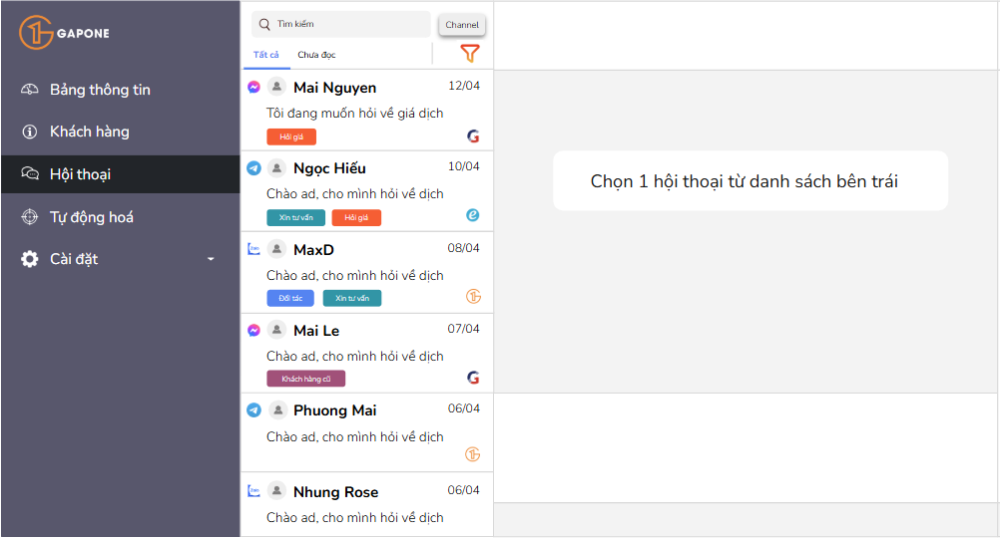 GAPONE
Bảng thông tin
Khách hàng
Hội thoại
Tự động hoá
Cài đặt
Tìm kiếm
Channel
Tất cả
Chưa đọc
Mai Nguyen
12/04
Tôi đang muốn hỏi về giá dịch
Hỏi giá
Ngọc Hiếu
10/04
Chào ad, cho mình hỏi về dịch
Xin tư vấn
Hỏi giá
MaxD
08/04
Chào ad, cho mình hỏi về dịch
Đối tác
Xin tư vấn
Mai Le
07/04
Chào ad, cho mình hỏi về dịch
Khách hàng cũ
Phuong Mai
06/04
Chào ad, cho mình hỏi về dịch
Zalo
Nhung Rose
06/04
Chào ad, cho mình hỏi về dịch
Chọn 1 hội thoại từ danh sách bên trái